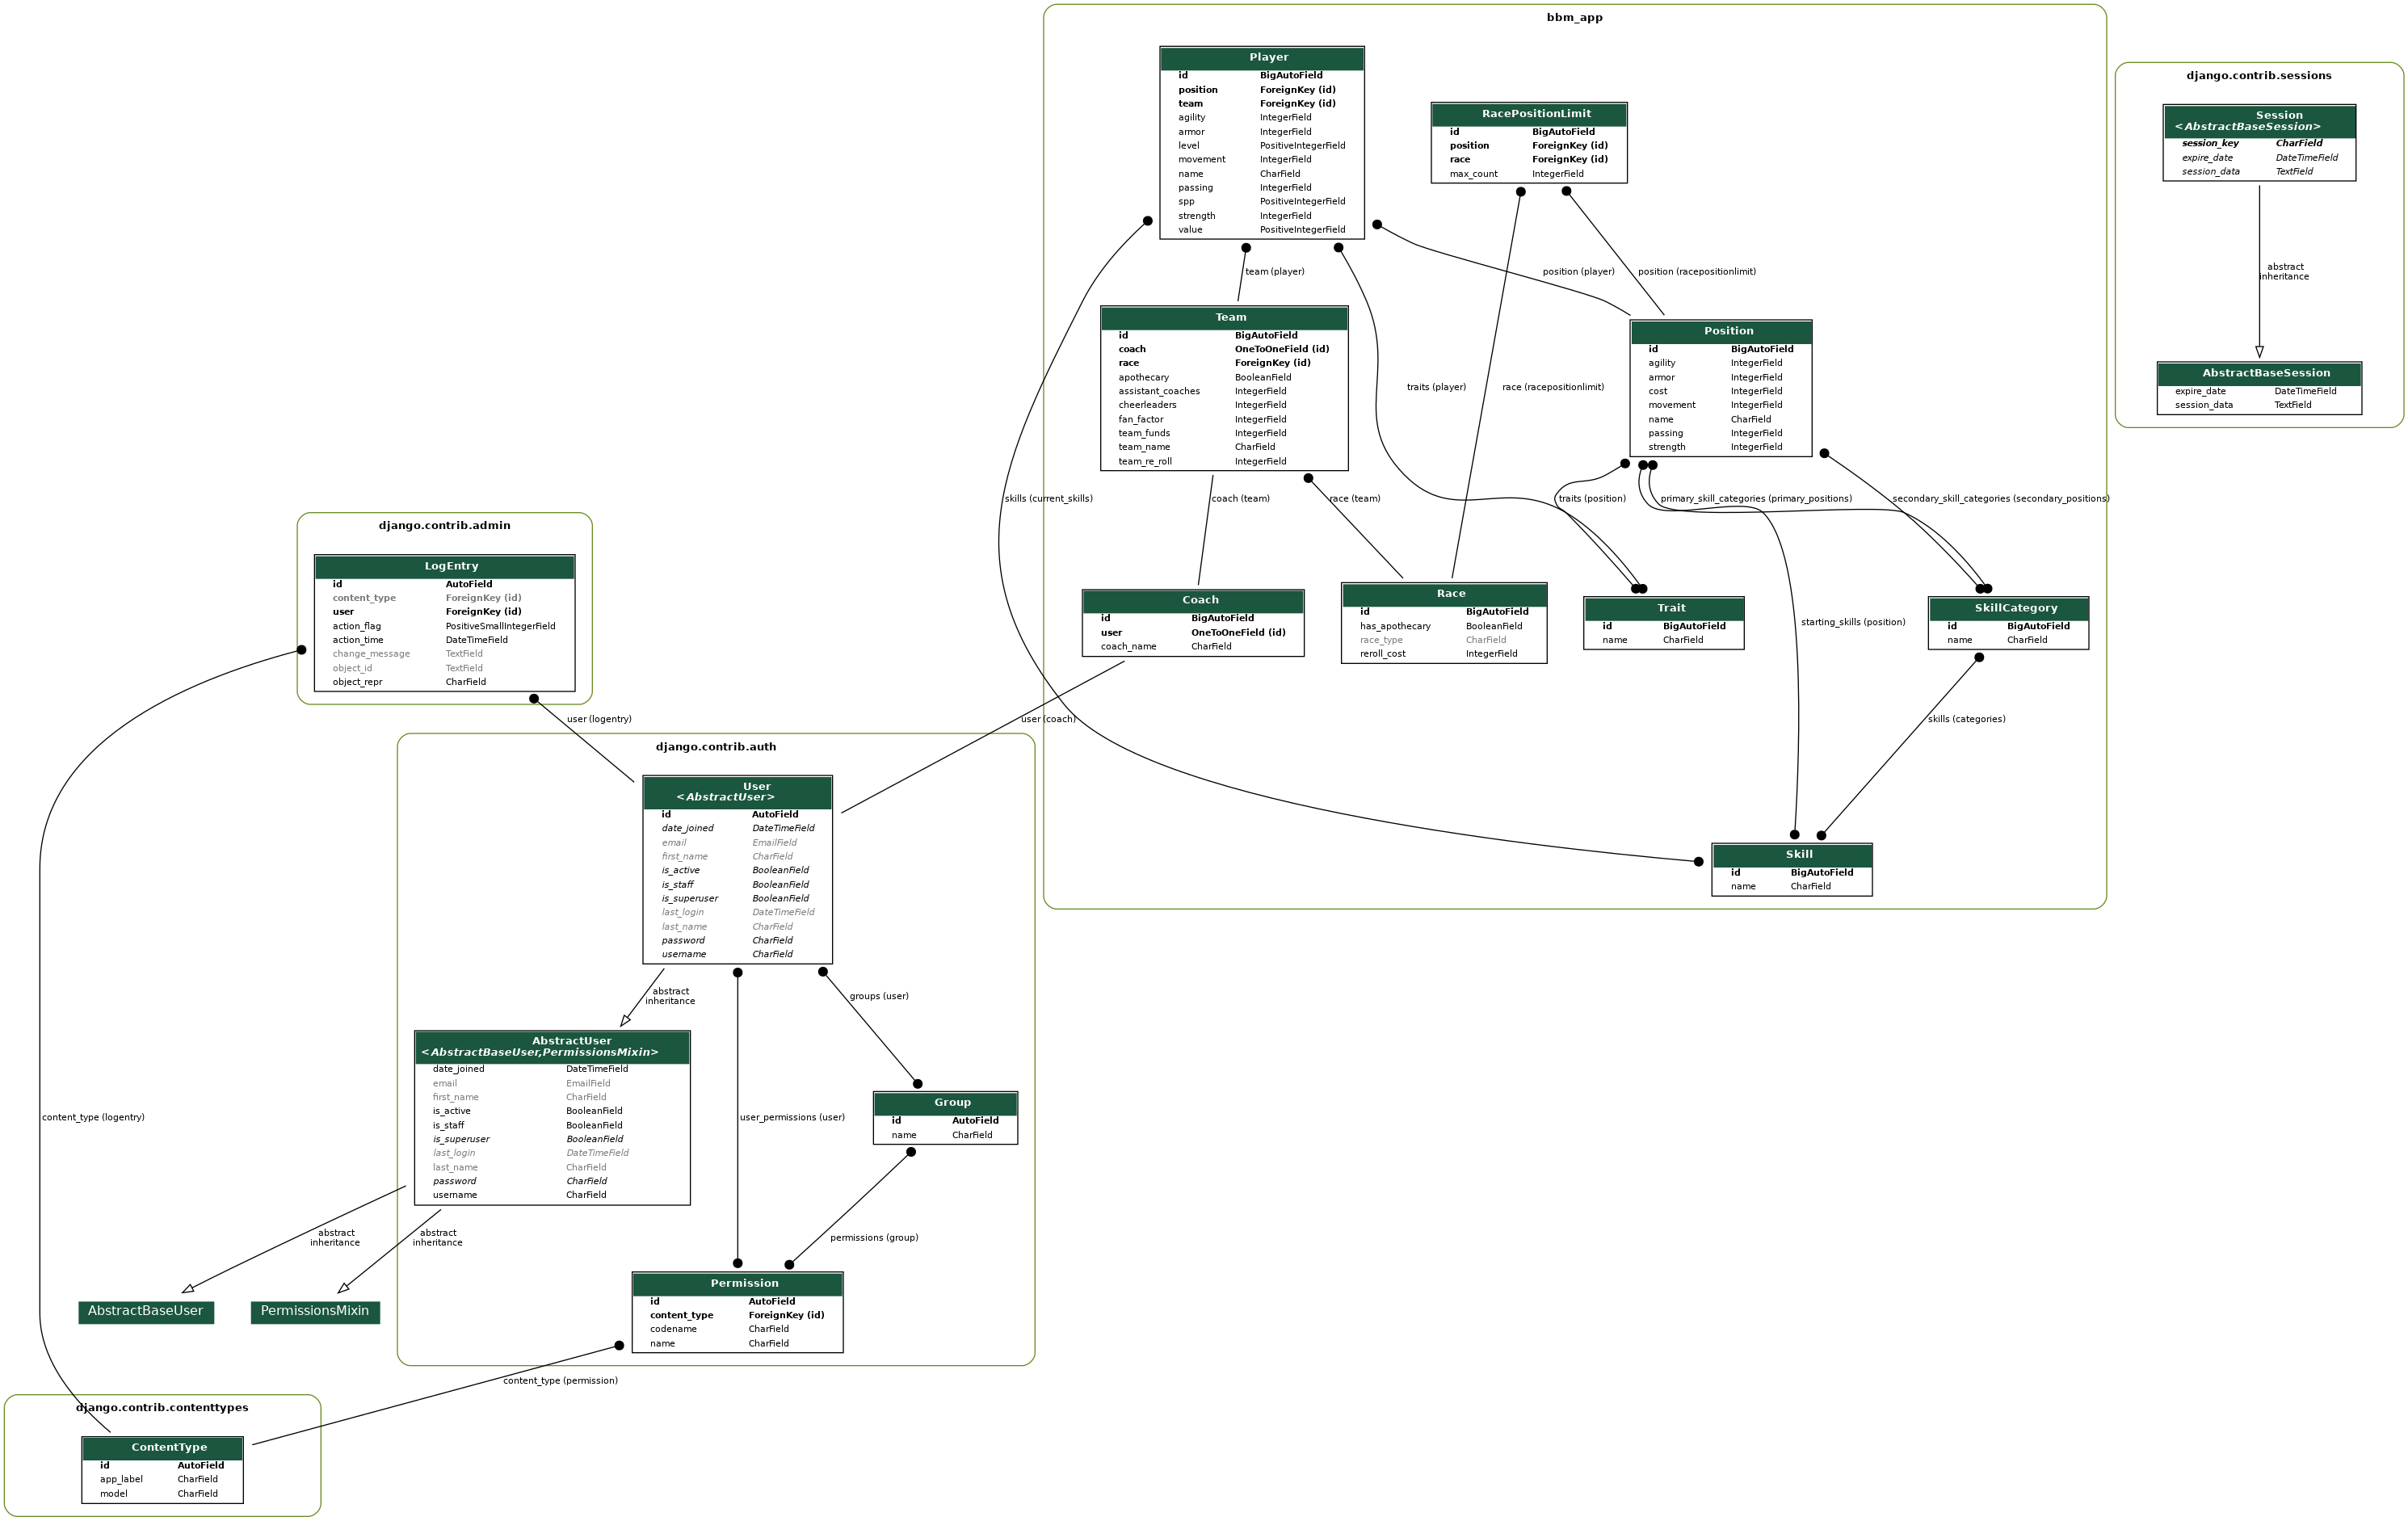 bbm_app
Player
id BigAutoField
position ForeignKey (id)
team ForeignKey (id)
agility IntegerField
armor IntegerField
level PositiveIntegerField
movement IntegerField
name CharField
passing IntegerField
spp PositiveIntegerField
strength IntegerField
value PositiveIntegerField
RacePositionLimit
id BigAutoField
position ForeignKey (id)
race ForeignKey (id)
max_count IntegerField
django.contrib.sessions
Session
<AbstractBaseSession>
session_key CharField
expire_date DateTimeField
session_data TextField
team (player)
position (player)
position (racepositionlimit)
abstract
inheritance
Team
id BigAutoField
coach OneToOneField (id)
race ForeignKey (id)
apothecary BooleanField
assistant_coaches IntegerField
cheerleaders IntegerField
fan_factor IntegerField
team_funds IntegerField
team_name CharField
team_re_roll IntegerField
traits (player)
race (racepositionlimit)
Position
id BigAutoField
agility IntegerField
armor IntegerField
cost IntegerField
movement IntegerField
name CharField
passing IntegerField
strength IntegerField
AbstractBaseSession
expire_date DateTimeField
session_data TextField
skills (current_skills)
coach (team)
race (team)
traits (position)
primary_skill_categories (primary_positions)
secondary_skill_categories (secondary_positions)
django.contrib.admin
LogEntry
id AutoField
content_type ForeignKey (id)
user ForeignKey (id)
action_flag PositiveSmallIntegerField
action_time DateTimeField
change_message TextField
object_id TextField
object_repr CharField
Coach
id BigAutoField
user OneToOneField (id)
coach_name CharField
Race
id BigAutoField
has_apothecary BooleanField
race_type CharField
reroll_cost IntegerField
Trait
id BigAutoField
name CharField
starting_skills (position)
SkillCategory
id BigAutoField
name CharField
user (logentry)
user (coach)
skills (categories)
django.contrib.auth
User
<AbstractUser>
id AutoField
date_joined DateTimeField
email EmailField
first_name CharField
is_active BooleanField
is_staff BooleanField
is_superuser BooleanField
last_login DateTimeField
last_name CharField
password CharField
username CharField
Skill
id BigAutoField
name CharField
abstract
inheritance
groups (user)
AbstractUser
<AbstractBaseUser,PermissionsMixin>
date_joined DateTimeField
email EmailField
first_name CharField
is_active BooleanField
is_staff BooleanField
is_superuser BooleanField
last_login DateTimeField
last_name CharField
password CharField
username CharField
content_type (logentry)
user_permissions (user)
Group
id AutoField
name CharField
abstract
inheritance
abstract
inheritance
permissions (group)
AbstractBaseUser
PermissionsMixin
Permission
id AutoField
content_type ForeignKey (id)
codename CharField
name CharField
content_type (permission)
django.contrib.contenttypes
ContentType
id AutoField
app_label CharField
model CharField